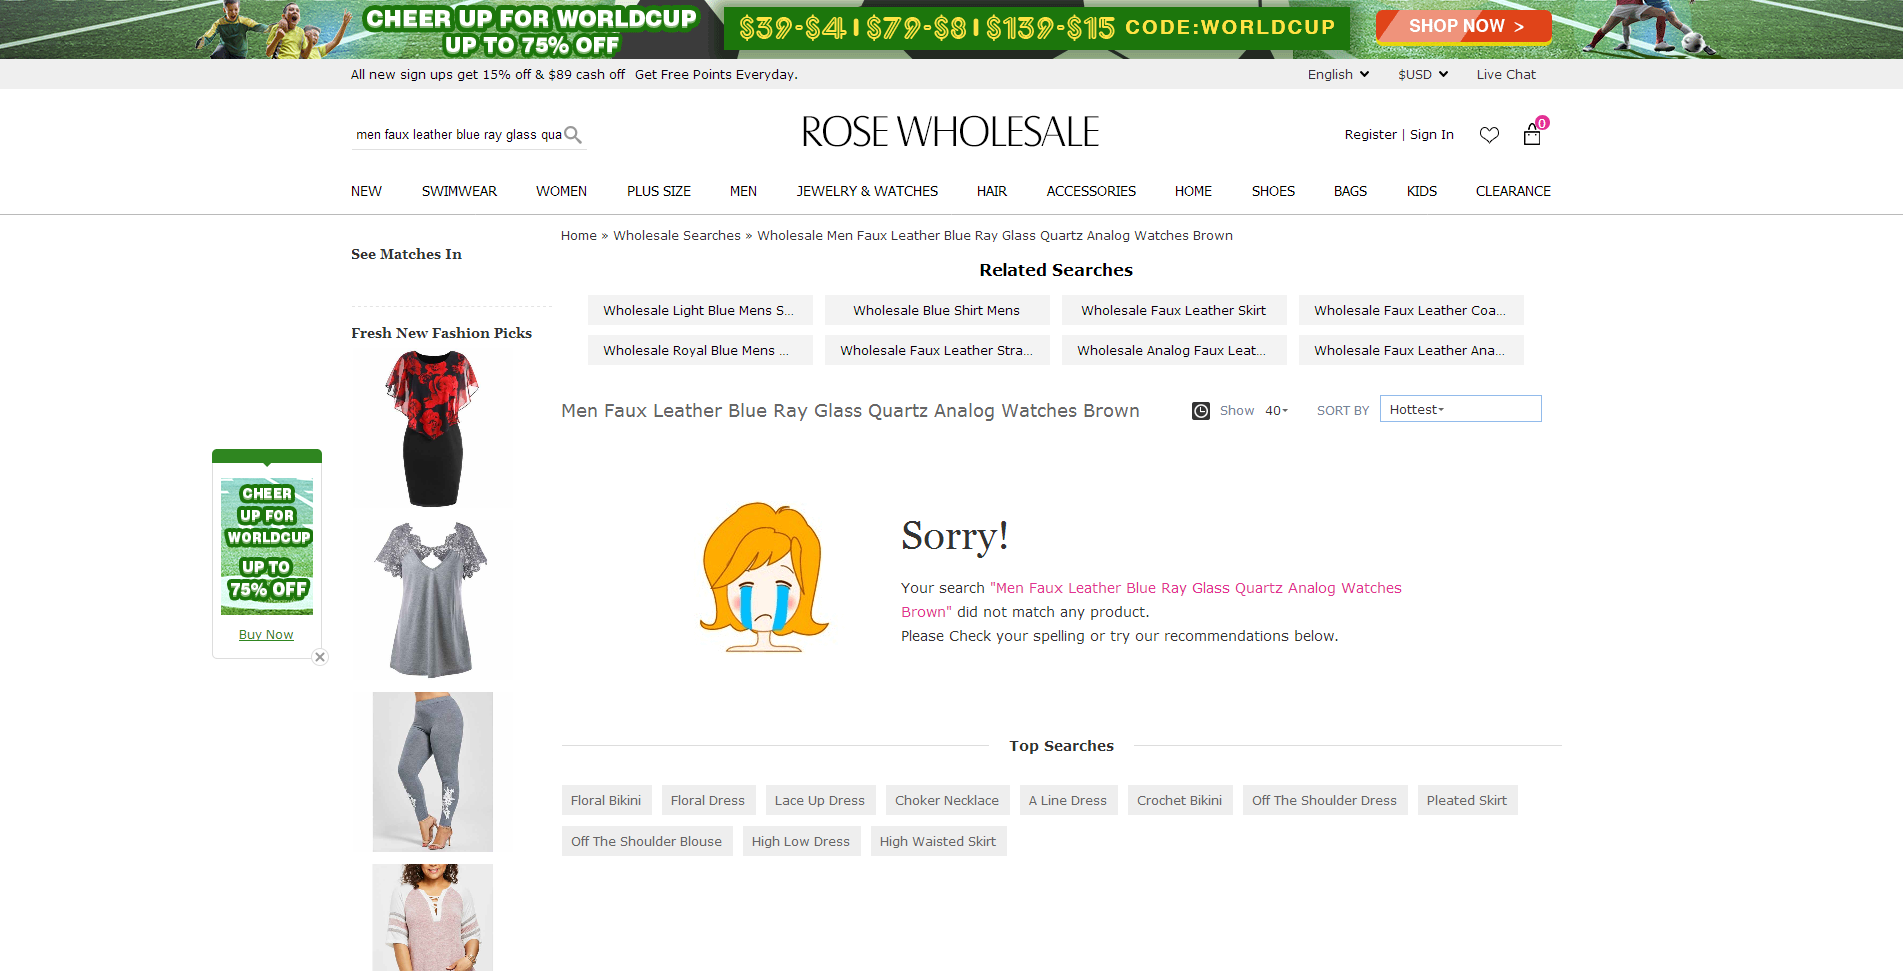 CHEER UP FOR WORLDCUP
UP TO 75% OFF
$39-$4 | $79-$8 | $139-$15 CODE:WORLDCUP
SHOP NOW >
All new sign ups get 15% off & $89 cash off Get Free Points Everyday.
English
$USD
Live Chat
men faux leather blue ray glass qua
ROSE WHOLESALE
Register | Sign In
0
NEW SWIMWEAR WOMEN PLUS SIZE MEN JEWELRY & WATCHES HAIR ACCESSORIES HOME SHOES BAGS KIDS CLEARANCE
Home » Wholesale Searches » Wholesale Men Faux Leather Blue Ray Glass Quartz Analog Watches Brown
See Matches In
Related Searches
Wholesale Light Blue Mens S... Wholesale Blue Shirt Mens Wholesale Faux Leather Skirt Wholesale Faux Leather Coa...
Fresh New Fashion Picks
Wholesale Royal Blue Mens ... Wholesale Faux Leather Stra... Wholesale Analog Faux Leat... Wholesale Faux Leather Ana...
Men Faux Leather Blue Ray Glass Quartz Analog Watches Brown
Show 40
SORT BY Hottest
CHEER
UP FOR
WORLDCUP
UP TO
75% OFF
Buy Now
Sorry!
Your search "Men Faux Leather Blue Ray Glass Quartz Analog Watches
Brown" did not match any product.
Please Check your spelling or try our recommendations below.
Top Searches
Floral Bikini Floral Dress Lace Up Dress Choker Necklace A Line Dress Crochet Bikini Off The Shoulder Dress Pleated Skirt
Off The Shoulder Blouse High Low Dress High Waisted Skirt